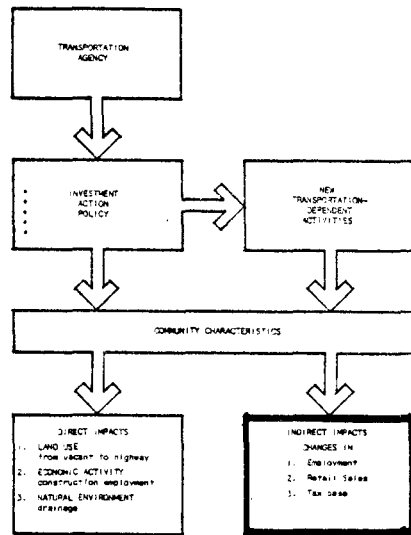 TRANSPORTATION
AGENCY
INVESTMENT
ACTION
POLICY
NEW
TRANSPORTATION-
DEPENDENT
ACTIVITIES
COMMUNITY CHARACTERISTICS
DIRECT IMPACTS
1. LAND USE
from vacant to highway
2. ECONOMIC ACTIVITY
construction employment
3. NATURAL ENVIRONMENT
drainage
INDIRECT IMPACTS
CHANGES IN
1. Employment
2. Retail Sales
3. Tax base